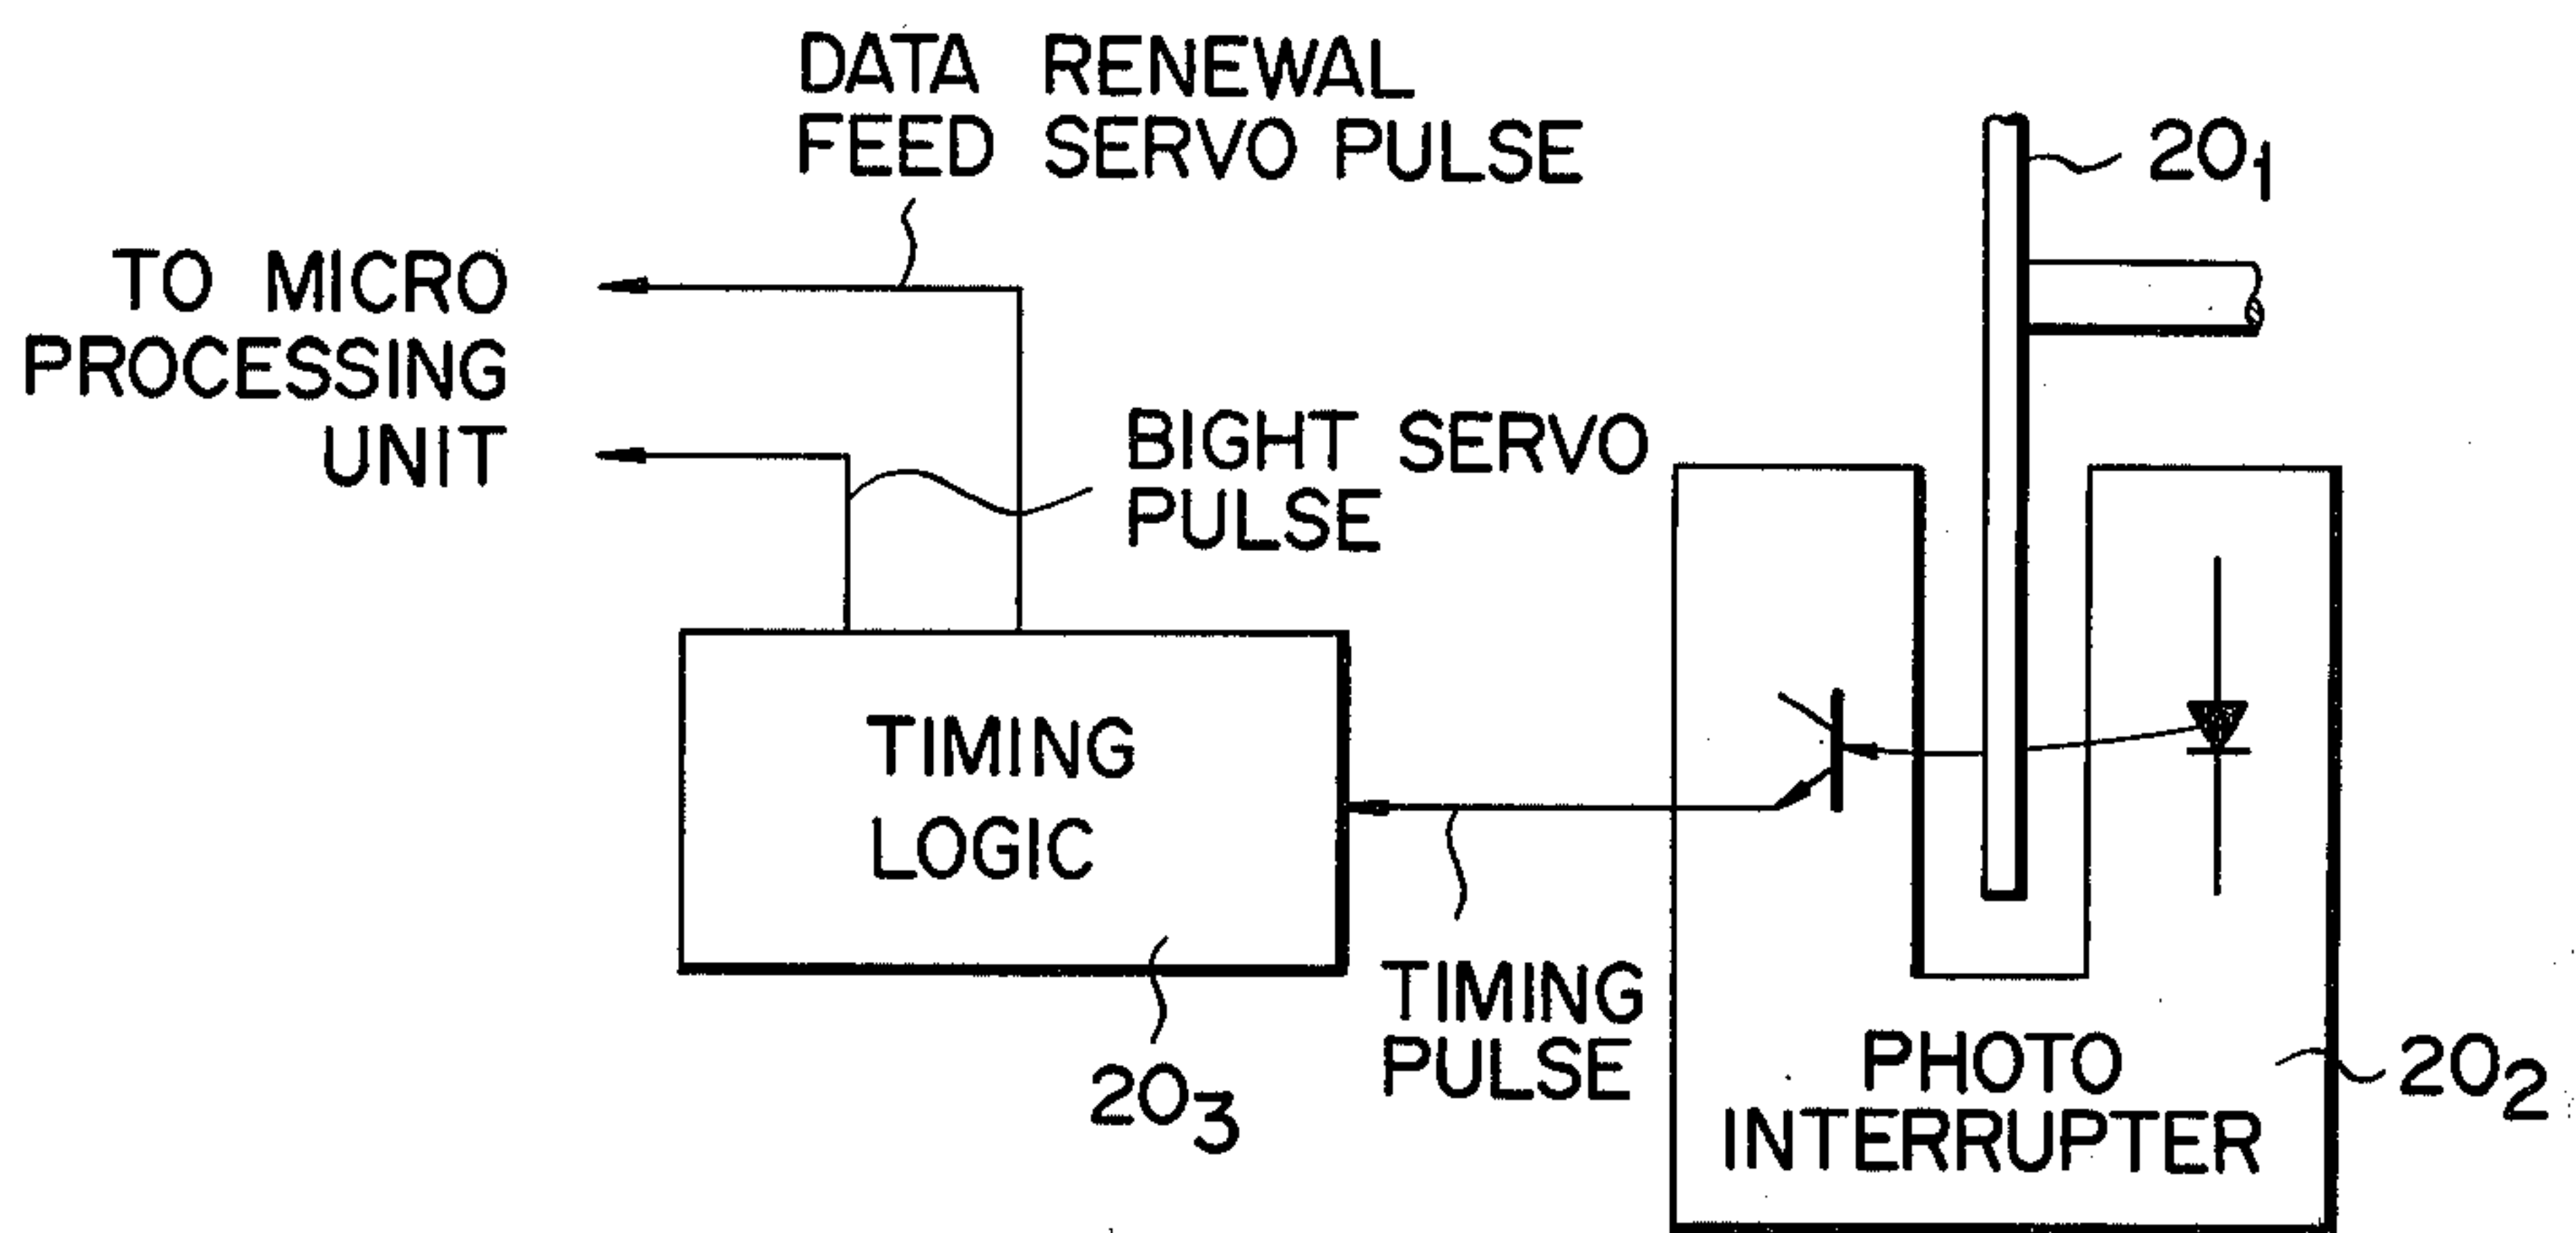 DATA RENEWAL
FEED SERVO PULSE
20₁
TO MICRO
PROCESSING
UNIT
BIGHT SERVO
PULSE
TIMING
LOGIC
20₃
TIMING
PULSE
PHOTO
INTERRUPTER
20₂